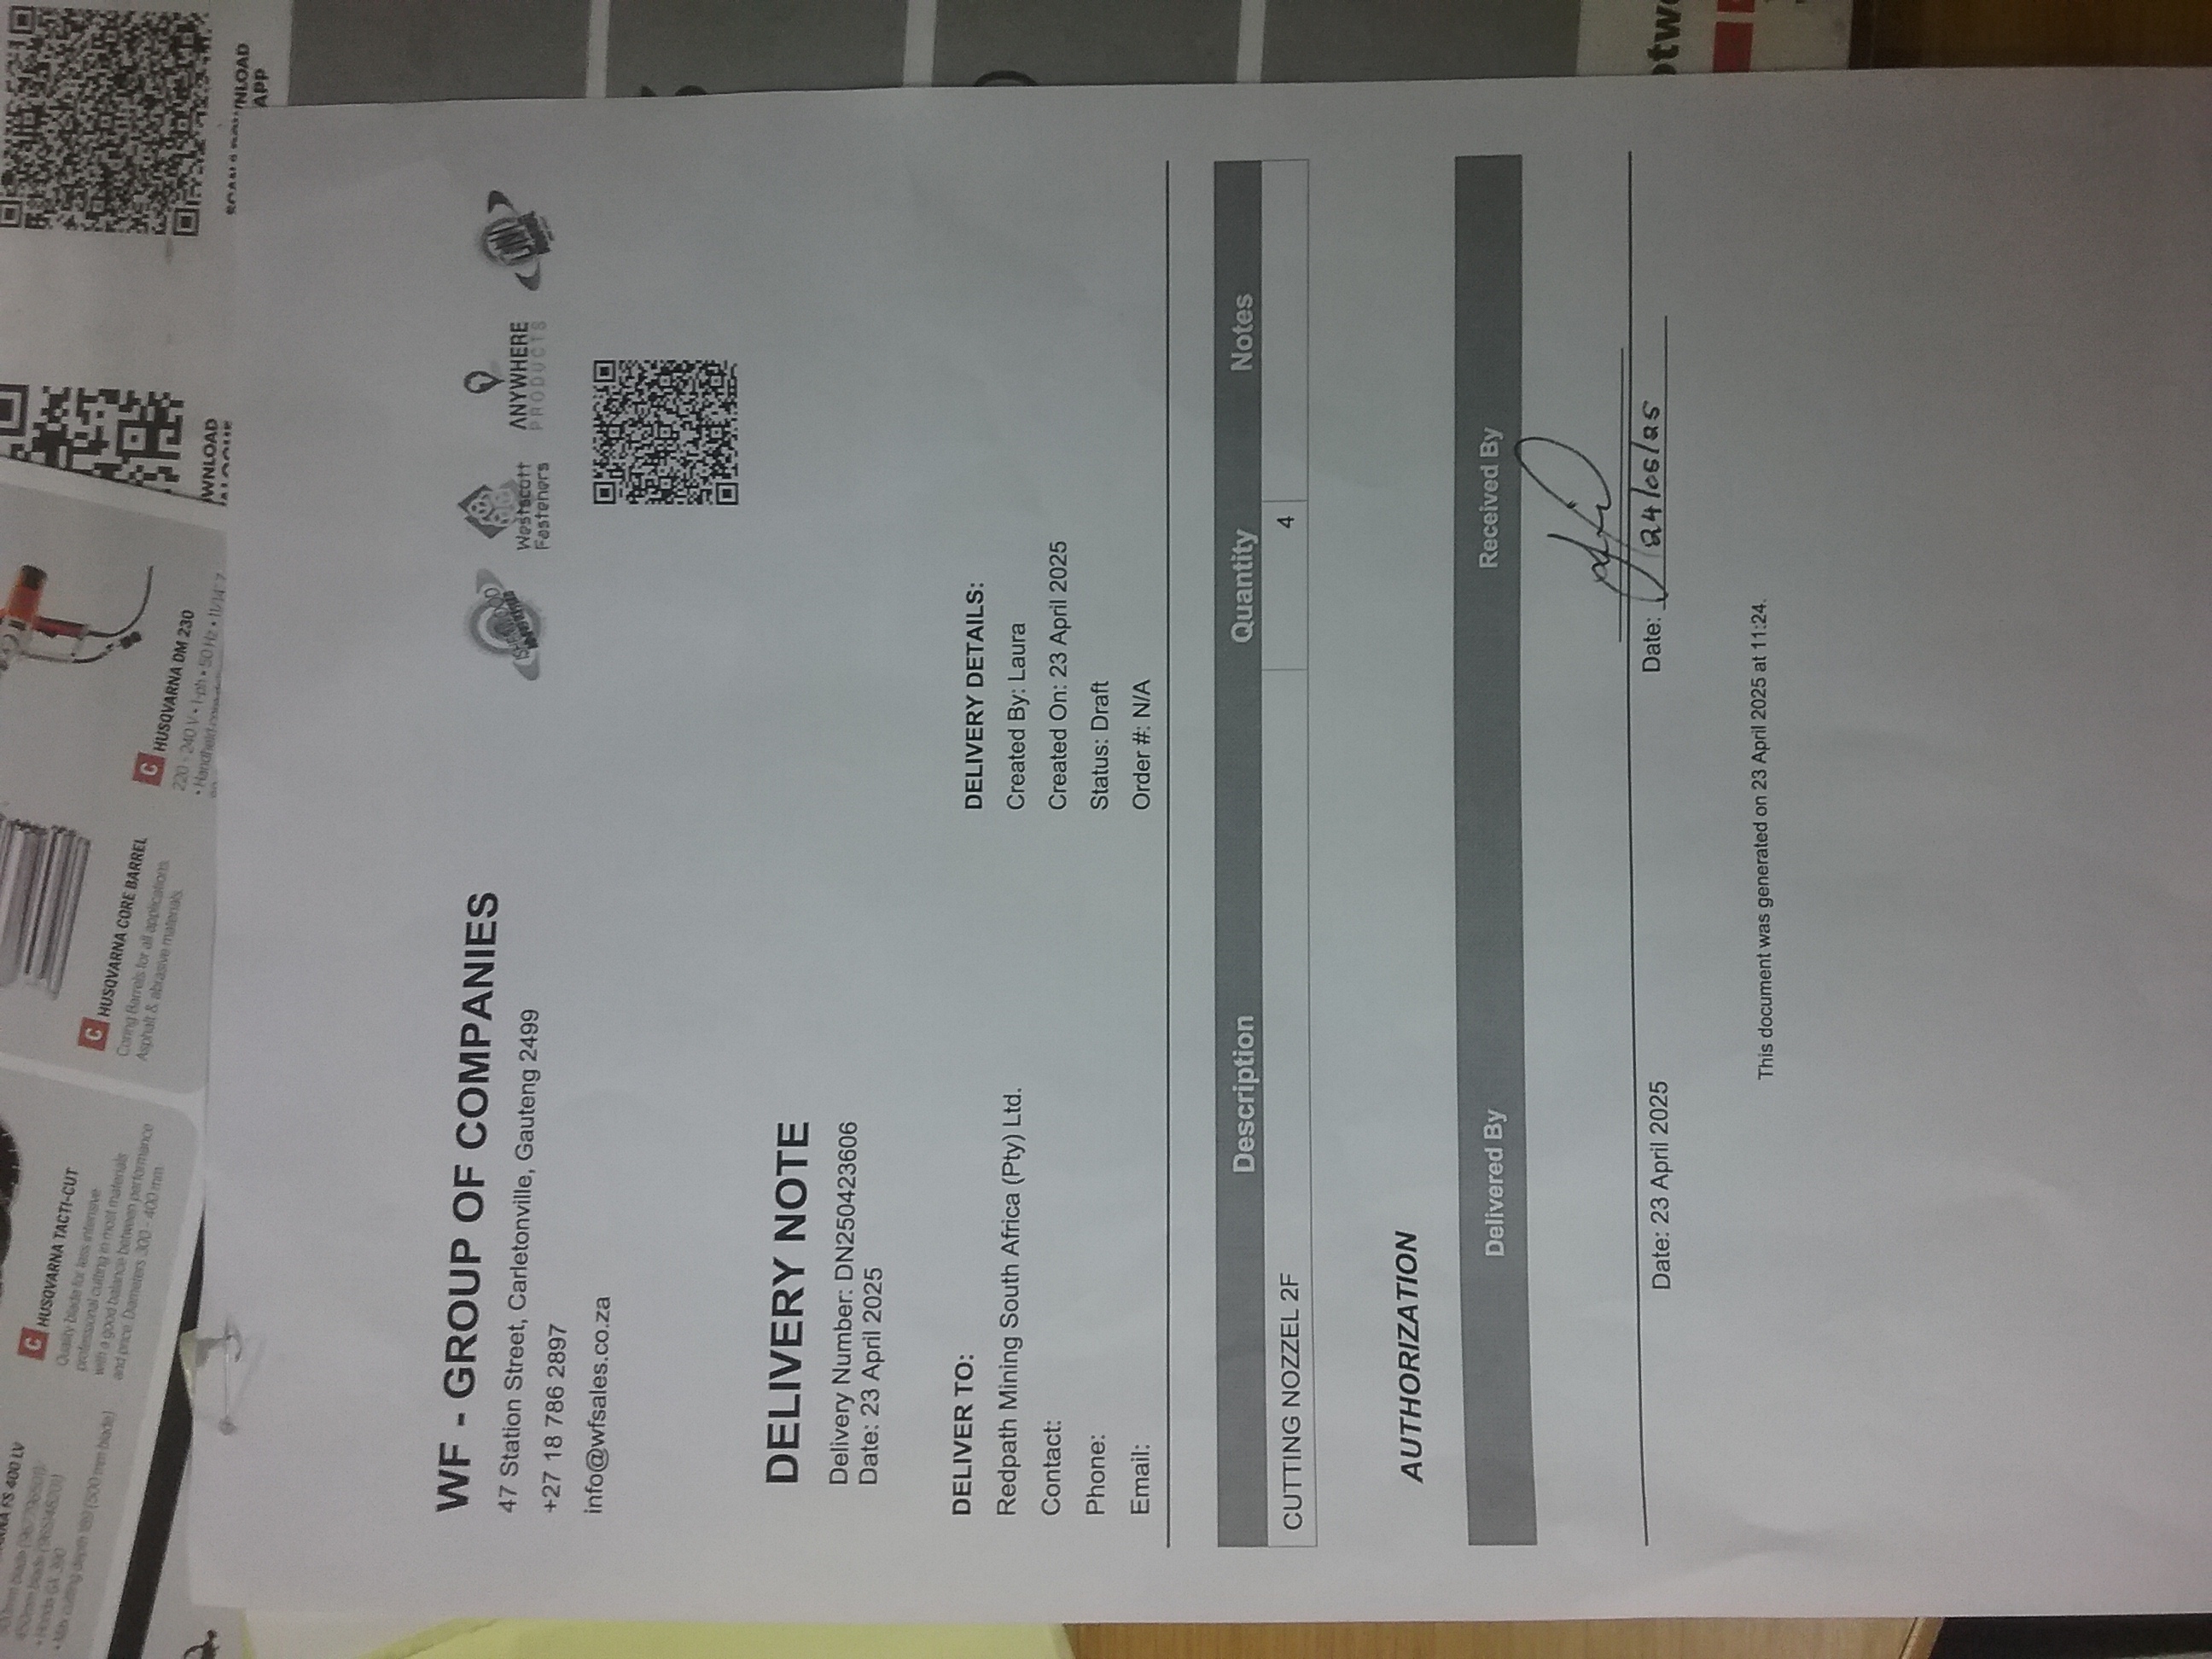 WF - GROUP OF COMPANIES
47 Station Street, Carletonville, Gauteng 2499
+27 18 786 2897
info@wfsales.co.za
Westscott
Fasteners
ANYWHERE
PRODUCTS
DELIVERY NOTE
Delivery Number: DN250423606
Date: 23 April 2025
DELIVER TO:
Redpath Mining South Africa (Pty) Ltd.
Contact:
Phone:
Email:
DELIVERY DETAILS:
Created By: Laura
Created On: 23 April 2025
Status: Draft
Order #: N/A
Description Quantity Notes
CUTTING NOZZEL 2F 4
AUTHORIZATION
Delivered By Received By
Date: 23 April 2025 Date: 24/05/25
This document was generated on 23 April 2025 at 11:24.
C HUSQVARNA TACTI-CUT
Quality blade for less intensive
professional cutting in most materials
with a good balance between performance
and price. Diameters 300 - 400 mm
C HUSQVARNA CORE BARREL
Coring Barrels for all applications
Asphalt & abrasive materials
C HUSQVARNA DM 230
220 - 240 V • 1-ph • 50 Hz
FS 400 LV
WNLOAD
NLOAD
APP
otw